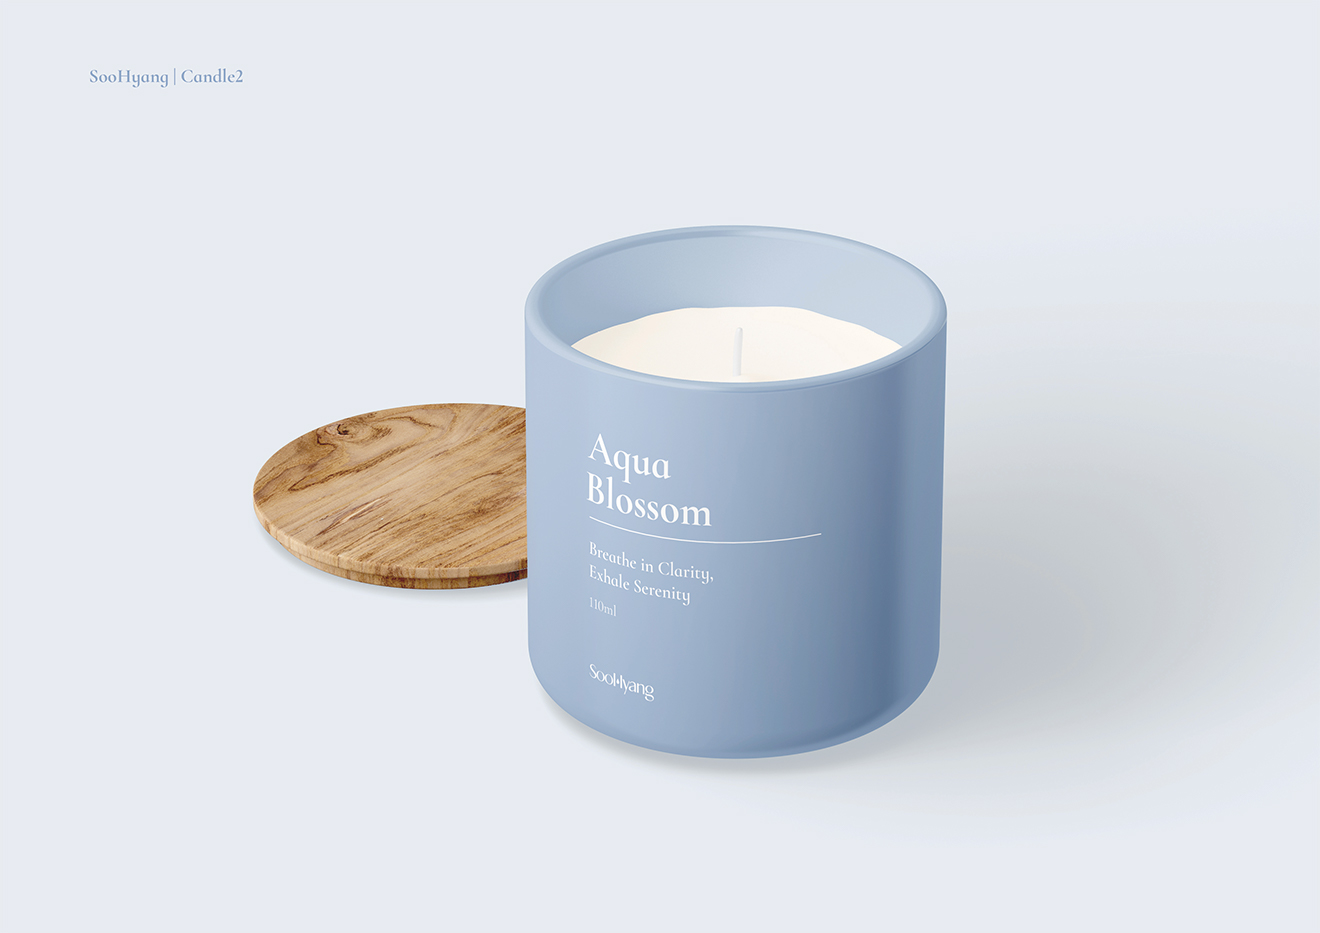 SooHyang | Candle2
Aqua
Blossom
Breathe in Clarity,
Exhale Serenity
110ml
SooHyang